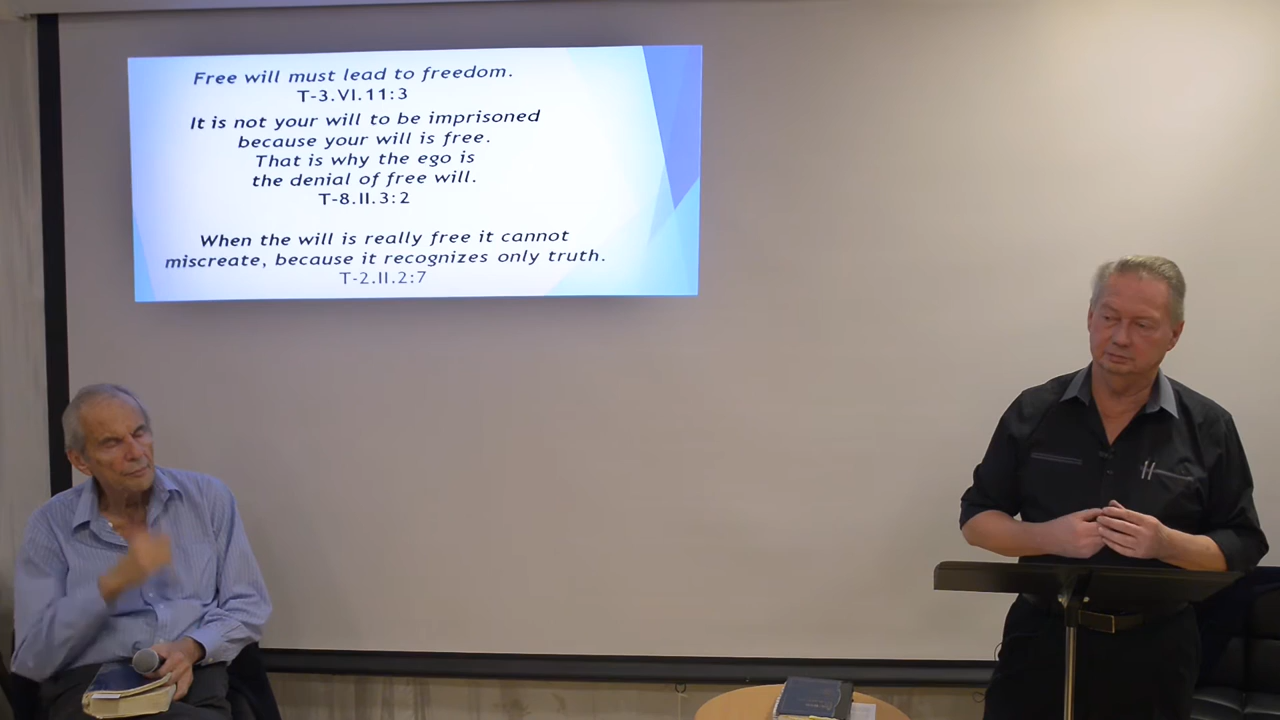 Free will must lead to freedom.
T-3.VI.11:3
It is not your will to be imprisoned
because your will is free.
That is why the ego is
the denial of free will.
T-8.II.3:2
When the will is really free it cannot
miscreate, because it recognizes only truth.
T-2.II.2:7